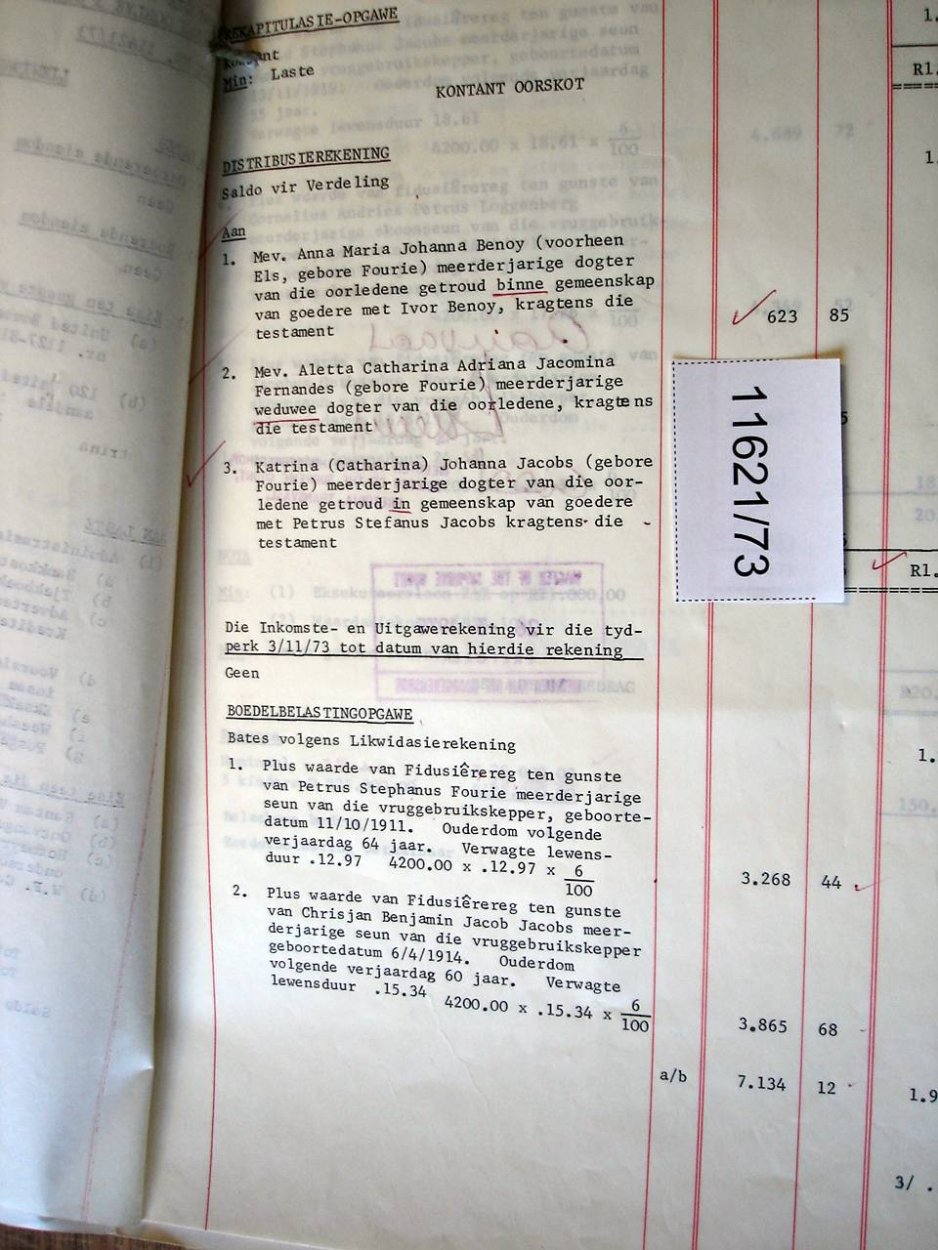 REKAPITULASIE-OPGAWE
Kontant
Min: Laste
KONTANT OORSKOT
1.
R1.
DISTRIBUSIEREKENING
Saldo vir Verdeling
1.
Aan
1. Mev. Anna Maria Johanna Benoy (voorheen
Els, gebore Fourie) meerderjarige dogter
van die oorledene getroud binne gemeenskap
van goedere met Ivor Benoy, kragtens die
testament 623 85
2. Mev. Aletta Catharina Adriana Jacomina
Fernandes (gebore Fourie) meerderjarige
weduwee dogter van die oorledene, kragtens
die testament
3. Katrina (Catharina) Johanna Jacobs (gebore
Fourie) meerderjarige dogter van die oor-
ledene getroud in gemeenskap van goedere
met Petrus Stefanus Jacobs kragtens die
testament
R1.
11621/73
Die Inkomste- en Uitgawerekening vir die tyd-
perk 3/11/73 tot datum van hierdie rekening
Geen
BOEDELBELASTINGOPGAWE
Bates volgens Likwidasierekening
1.
1. Plus waarde van Fidusiêrereg ten gunste
van Petrus Stephanus Fourie meerderjarige
seun van die vruggebruikskepper, geboorte-
datum 11/10/1911. Ouderdom volgende
verjaardag 64 jaar. Verwagte lewens-
duur .12.97 4200.00 x .12.97 x 6/100 3.268 44
2. Plus waarde van Fidusiêrereg ten gunste
van Chrisjan Benjamin Jacob Jacobs meer-
derjarige seun van die vruggebruikskepper
geboortedatum 6/4/1914. Ouderdom
volgende verjaardag 60 jaar. Verwagte
lewensduur .15.34 4200.00 x .15.34 x 6/100 3.865 68
a/b 7.134 12 1.9
3/ .